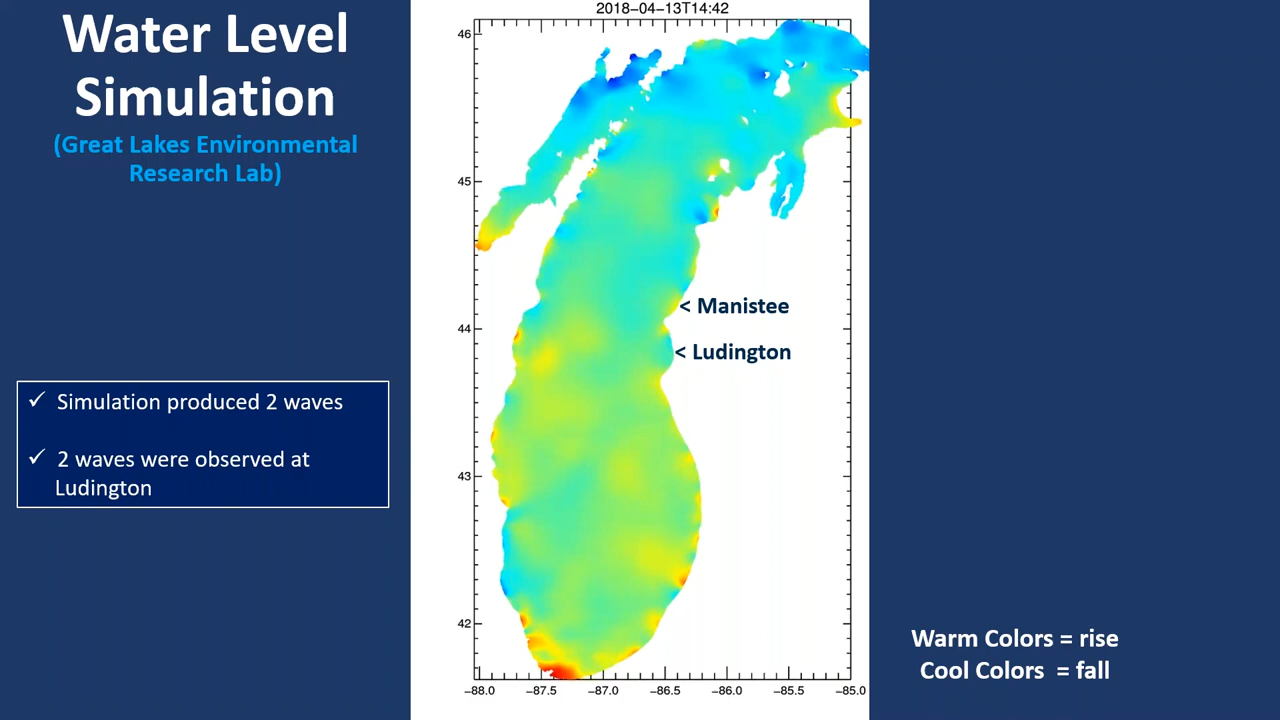 Water Level
Simulation
(Great Lakes Environmental
Research Lab)
✓ Simulation produced 2 waves
✓ 2 waves were observed at
Ludington
2018-04-13T14:42
46
45
44
43
42
−88.0 −87.5 −87.0 −86.5 −86.0 −85.5 −85.0
< Manistee
< Ludington
Warm Colors = rise
Cool Colors = fall